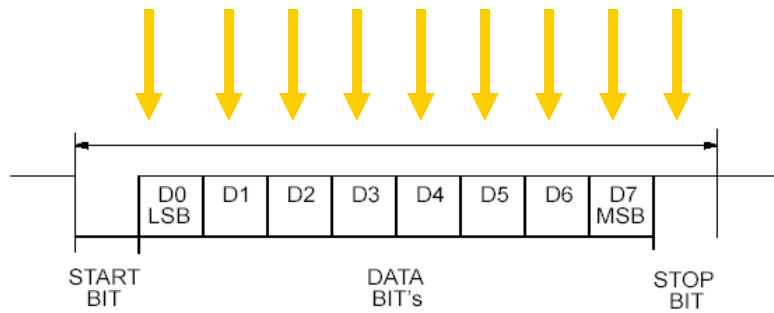 D0 D1 D2 D3 D4 D5 D6 D7
LSB MSB
START DATA STOP
BIT BIT's BIT